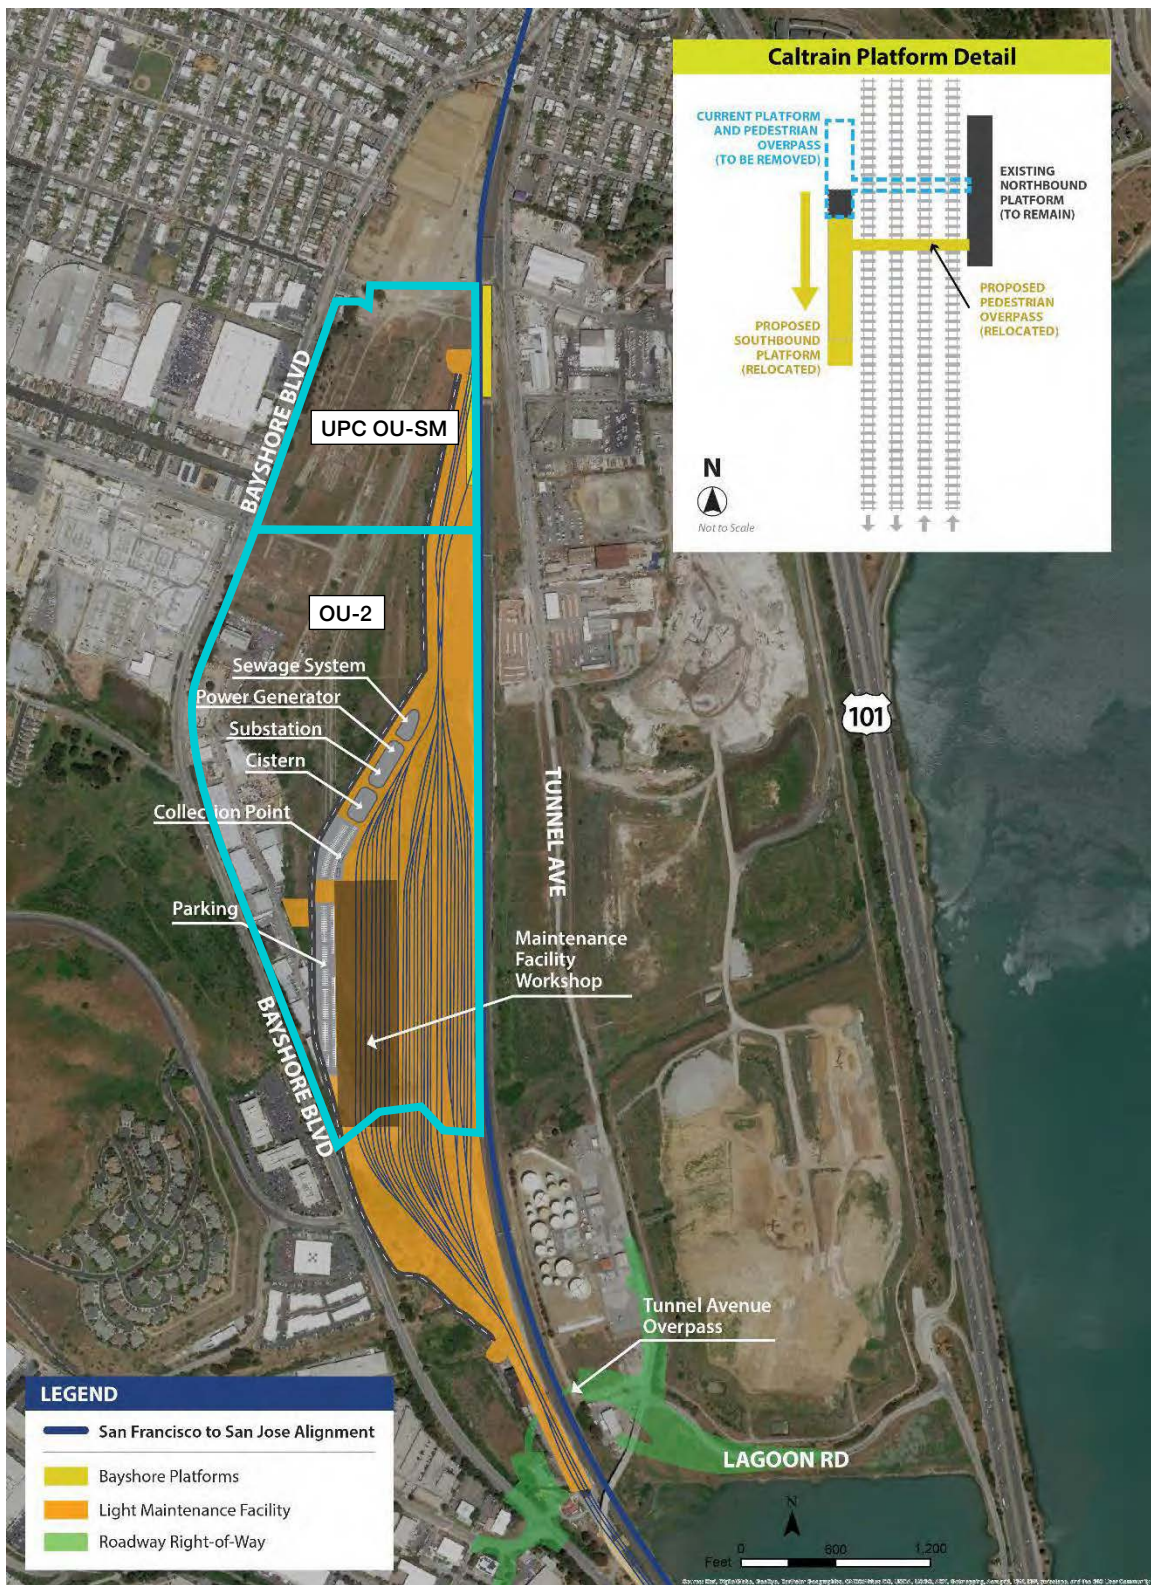 Caltrain Platform Detail
CURRENT PLATFORM
AND PEDESTRIAN
OVERPASS
(TO BE REMOVED)
EXISTING
NORTHBOUND
PLATFORM
(TO REMAIN)
PROPOSED
PEDESTRIAN
OVERPASS
(RELOCATED)
PROPOSED
SOUTHBOUND
PLATFORM
(RELOCATED)
N
Not to Scale
BAYSHORE BLVD
UPC OU-SM
OU-2
Sewage System
Power Generator
Substation
Cistern
Collection Point
Parking
101
TUNNEL AVE
Maintenance
Facility
Workshop
BAYSHORE BLVD
Tunnel Avenue
Overpass
LAGOON RD
LEGEND
San Francisco to San Jose Alignment
Bayshore Platforms
Light Maintenance Facility
Roadway Right-of-Way
N
Feet
0 600 1,200